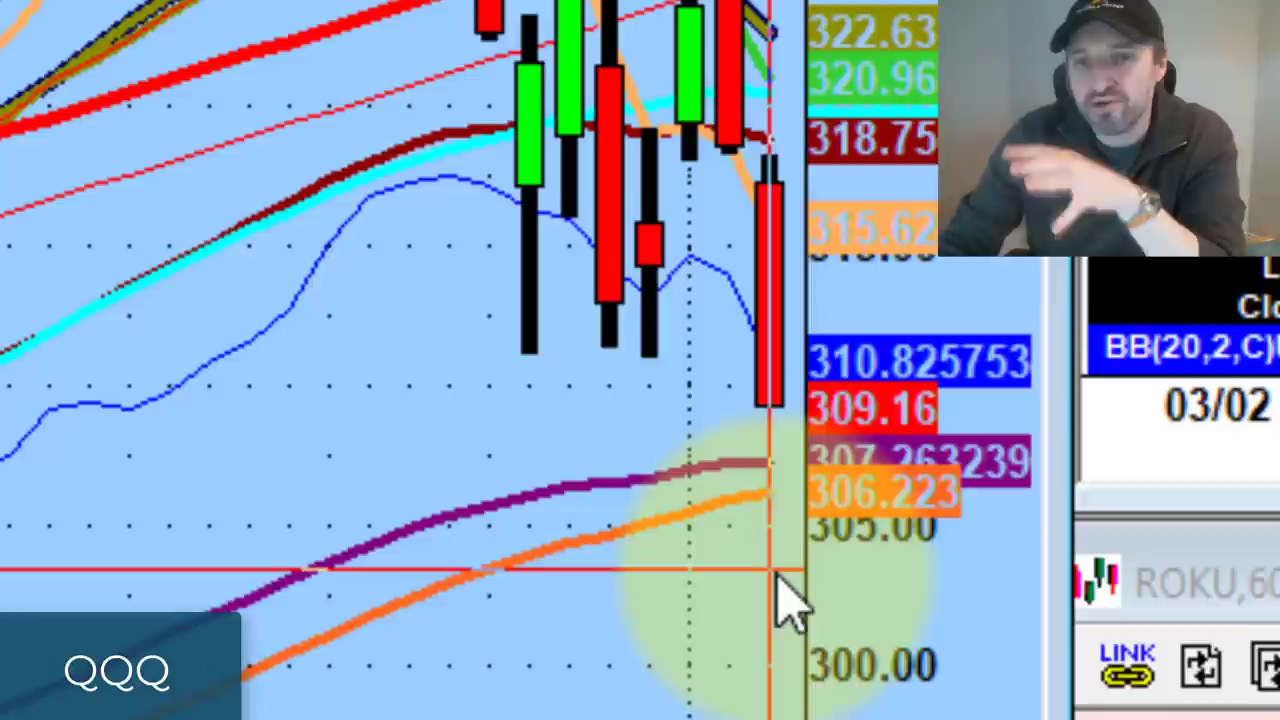 322.63
320.96
318.75
315.62
310.825753
309.16
307.263239
306.223
305.00
300.00
BB(20,2,C)
03/02
ROKU,60
LINK
QQQ